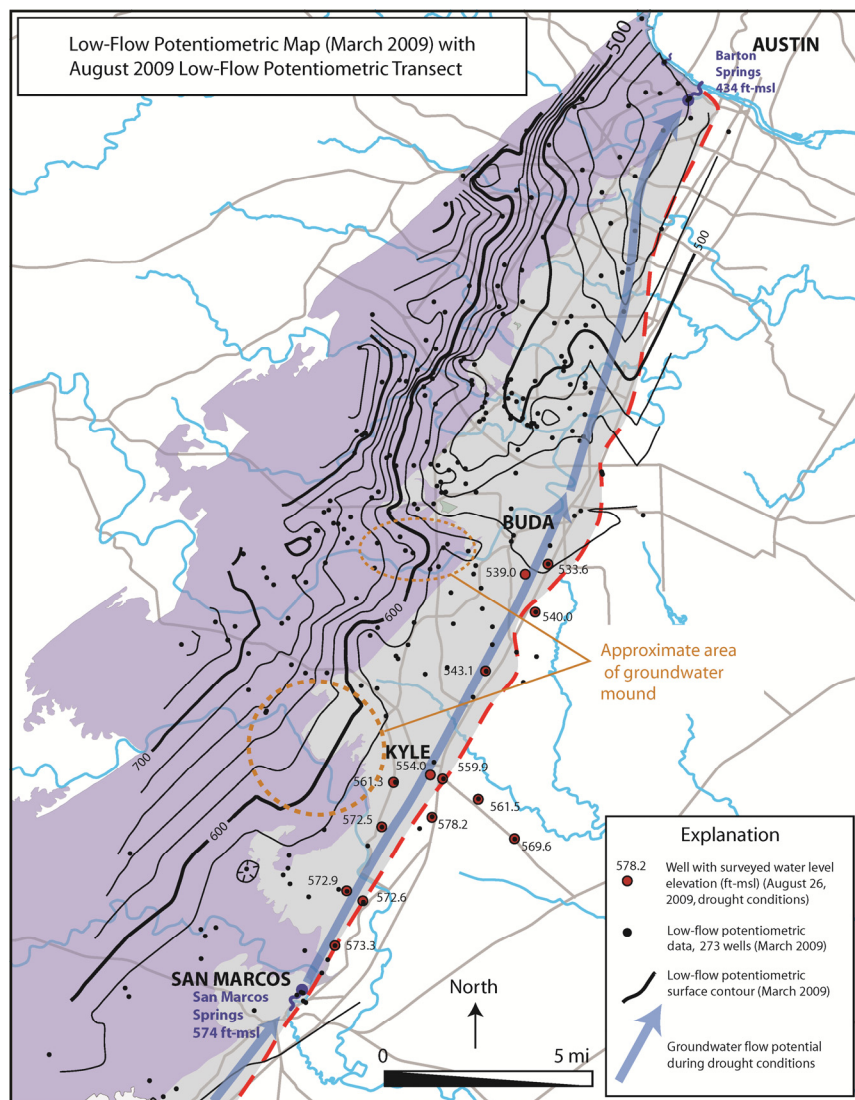 Low-Flow Potentiometric Map (March 2009) with
August 2009 Low-Flow Potentiometric Transect
500
AUSTIN
Barton
Springs
434 ft-msl
500
BUDA
539.0
533.6
540.0
600
Approximate area
of groundwater
mound
543.1
700
KYLE
554.0
559.9
561.3
561.5
572.5
578.2
569.6
600
572.9
572.6
573.3
SAN MARCOS
San Marcos
Springs
574 ft-msl
North
0
5 mi
Explanation
578.2
Well with surveyed water level
elevation (ft-msl) (August 26,
2009, drought conditions)
Low-flow potentiometric
data, 273 wells (March 2009)
Low-flow potentiometric
surface contour (March 2009)
Groundwater flow potential
during drought conditions